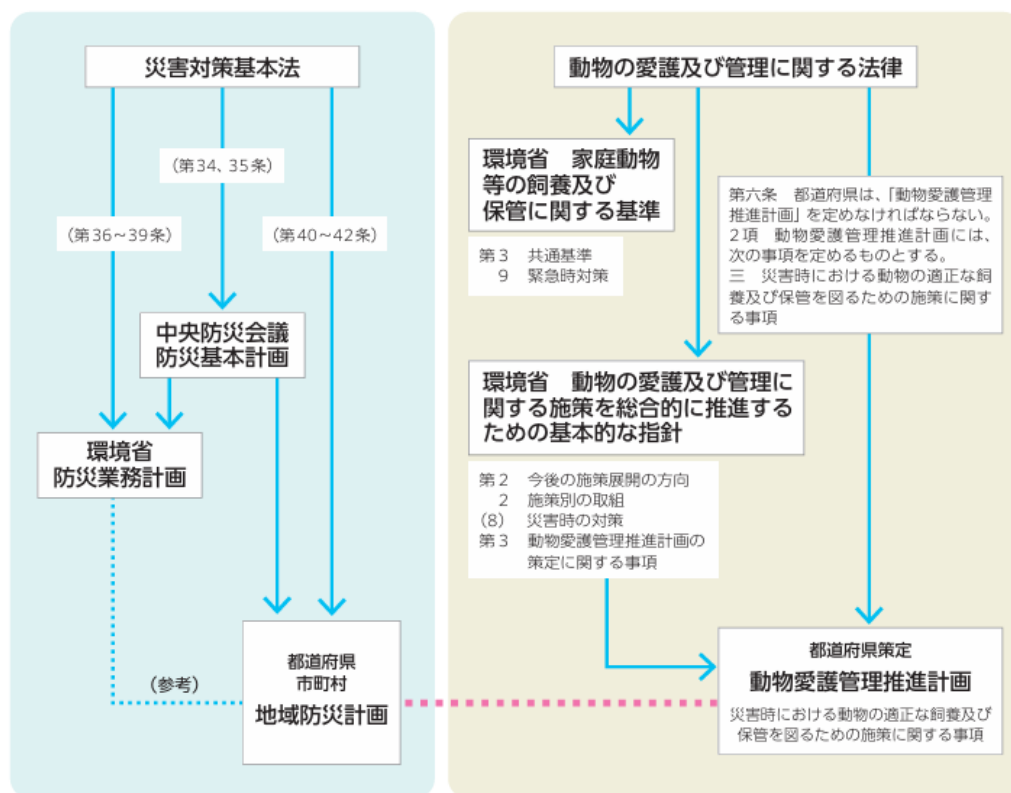 災害対策基本法
(第34、35条)
(第36～39条)
(第40～42条)
中央防災会議
防災基本計画
環境省
防災業務計画
(参考)
都道府県
市町村
地域防災計画
動物の愛護及び管理に関する法律
環境省　家庭動物
等の飼養及び
保管に関する基準
第3　共通基準
9　緊急時対策
第六条　都道府県は、「動物愛護管理
推進計画」を定めなければならない。
2項　動物愛護管理推進計画には、
次の事項を定めるものとする。
三　災害時における動物の適正な飼
養及び保管を図るための施策に関す
る事項
環境省　動物の愛護及び管理に
関する施策を総合的に推進する
ための基本的な指針
第2　今後の施策展開の方向
2　施策別の取組
(8)　災害時の対策
第3　動物愛護管理推進計画の
策定に関する事項
都道府県策定
動物愛護管理推進計画
災害時における動物の適正な飼養及び
保管を図るための施策に関する事項